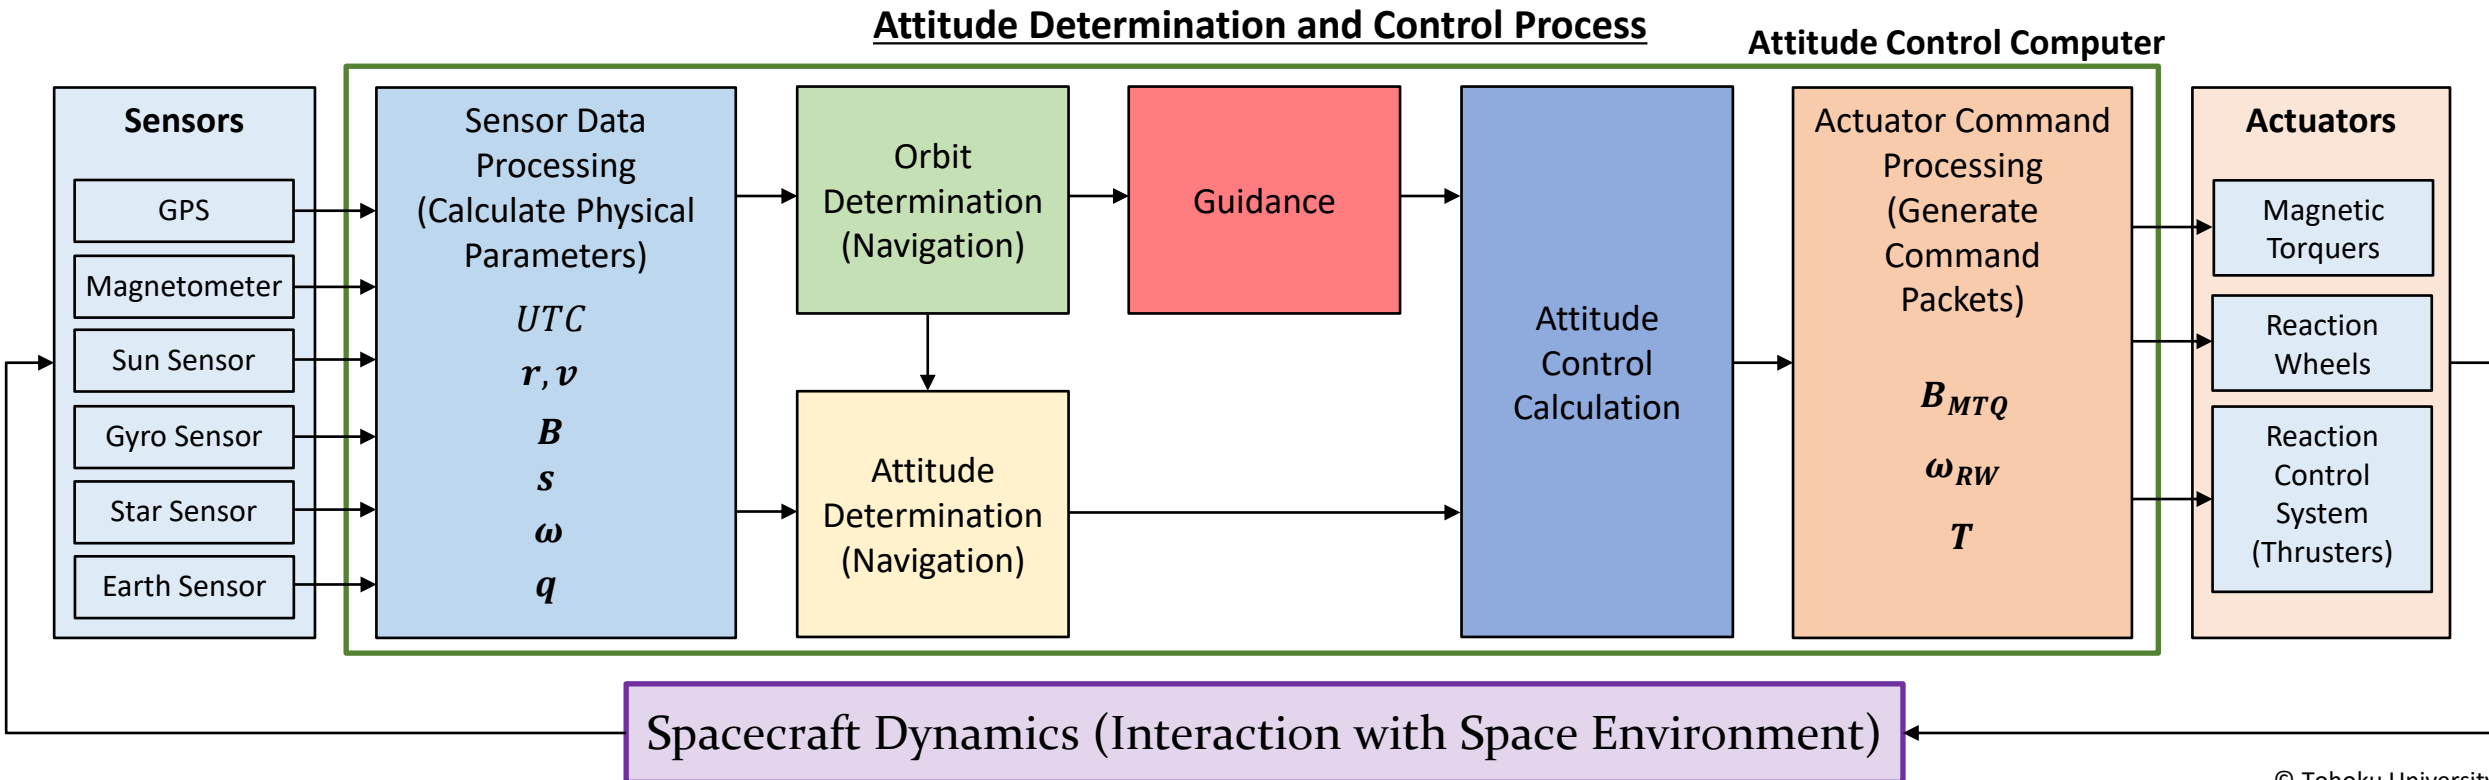 Attitude Determination and Control Process
Attitude Control Computer
Sensors
GPS
Magnetometer
Sun Sensor
Gyro Sensor
Star Sensor
Earth Sensor
Sensor Data
Processing
(Calculate Physical
Parameters)
UTC
r, v
B
s
ω
q
Orbit
Determination
(Navigation)
Attitude
Determination
(Navigation)
Guidance
Attitude
Control
Calculation
Actuator Command
Processing
(Generate
Command
Packets)
B_MTQ
ω_RW
T
Actuators
Magnetic
Torquers
Reaction
Wheels
Reaction
Control
System
(Thrusters)
Spacecraft Dynamics (Interaction with Space Environment)
© Tohoku University